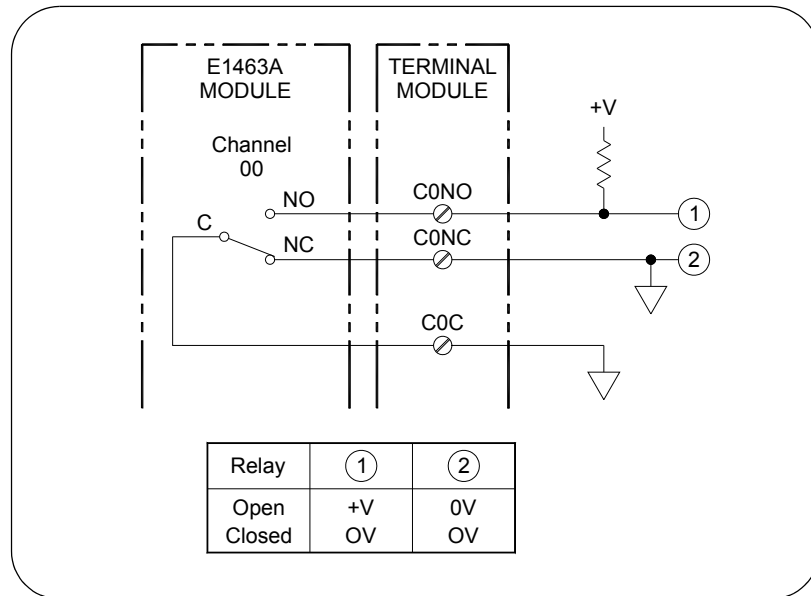 E1463A
MODULE
TERMINAL
MODULE
+V
Channel
00
NO
C0NO
1
C
NC
C0NC
2
C0C
Relay 1 2
Open +V 0V
Closed OV OV